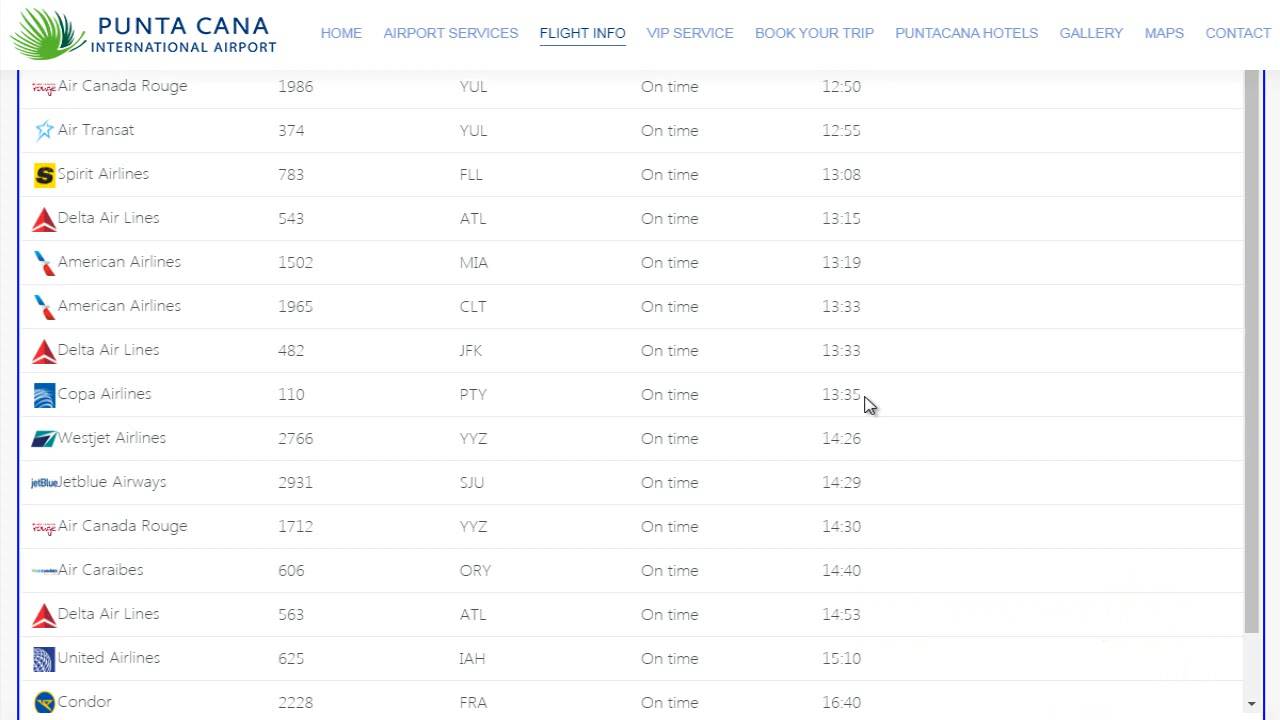 PUNTA CANA
INTERNATIONAL AIRPORT
HOME AIRPORT SERVICES FLIGHT INFO VIP SERVICE BOOK YOUR TRIP PUNTACANA HOTELS GALLERY MAPS CONTACT
rouge Air Canada Rouge 1986 YUL On time 12:50
Air Transat 374 YUL On time 12:55
S Spirit Airlines 783 FLL On time 13:08
Delta Air Lines 543 ATL On time 13:15
American Airlines 1502 MIA On time 13:19
American Airlines 1965 CLT On time 13:33
Delta Air Lines 482 JFK On time 13:33
Copa Airlines 110 PTY On time 13:35
Westjet Airlines 2766 YYZ On time 14:26
jetBlue Jetblue Airways 2931 SJU On time 14:29
rouge Air Canada Rouge 1712 YYZ On time 14:30
Air Caraibes 606 ORY On time 14:40
Delta Air Lines 563 ATL On time 14:53
United Airlines 625 IAH On time 15:10
Condor 2228 FRA On time 16:40